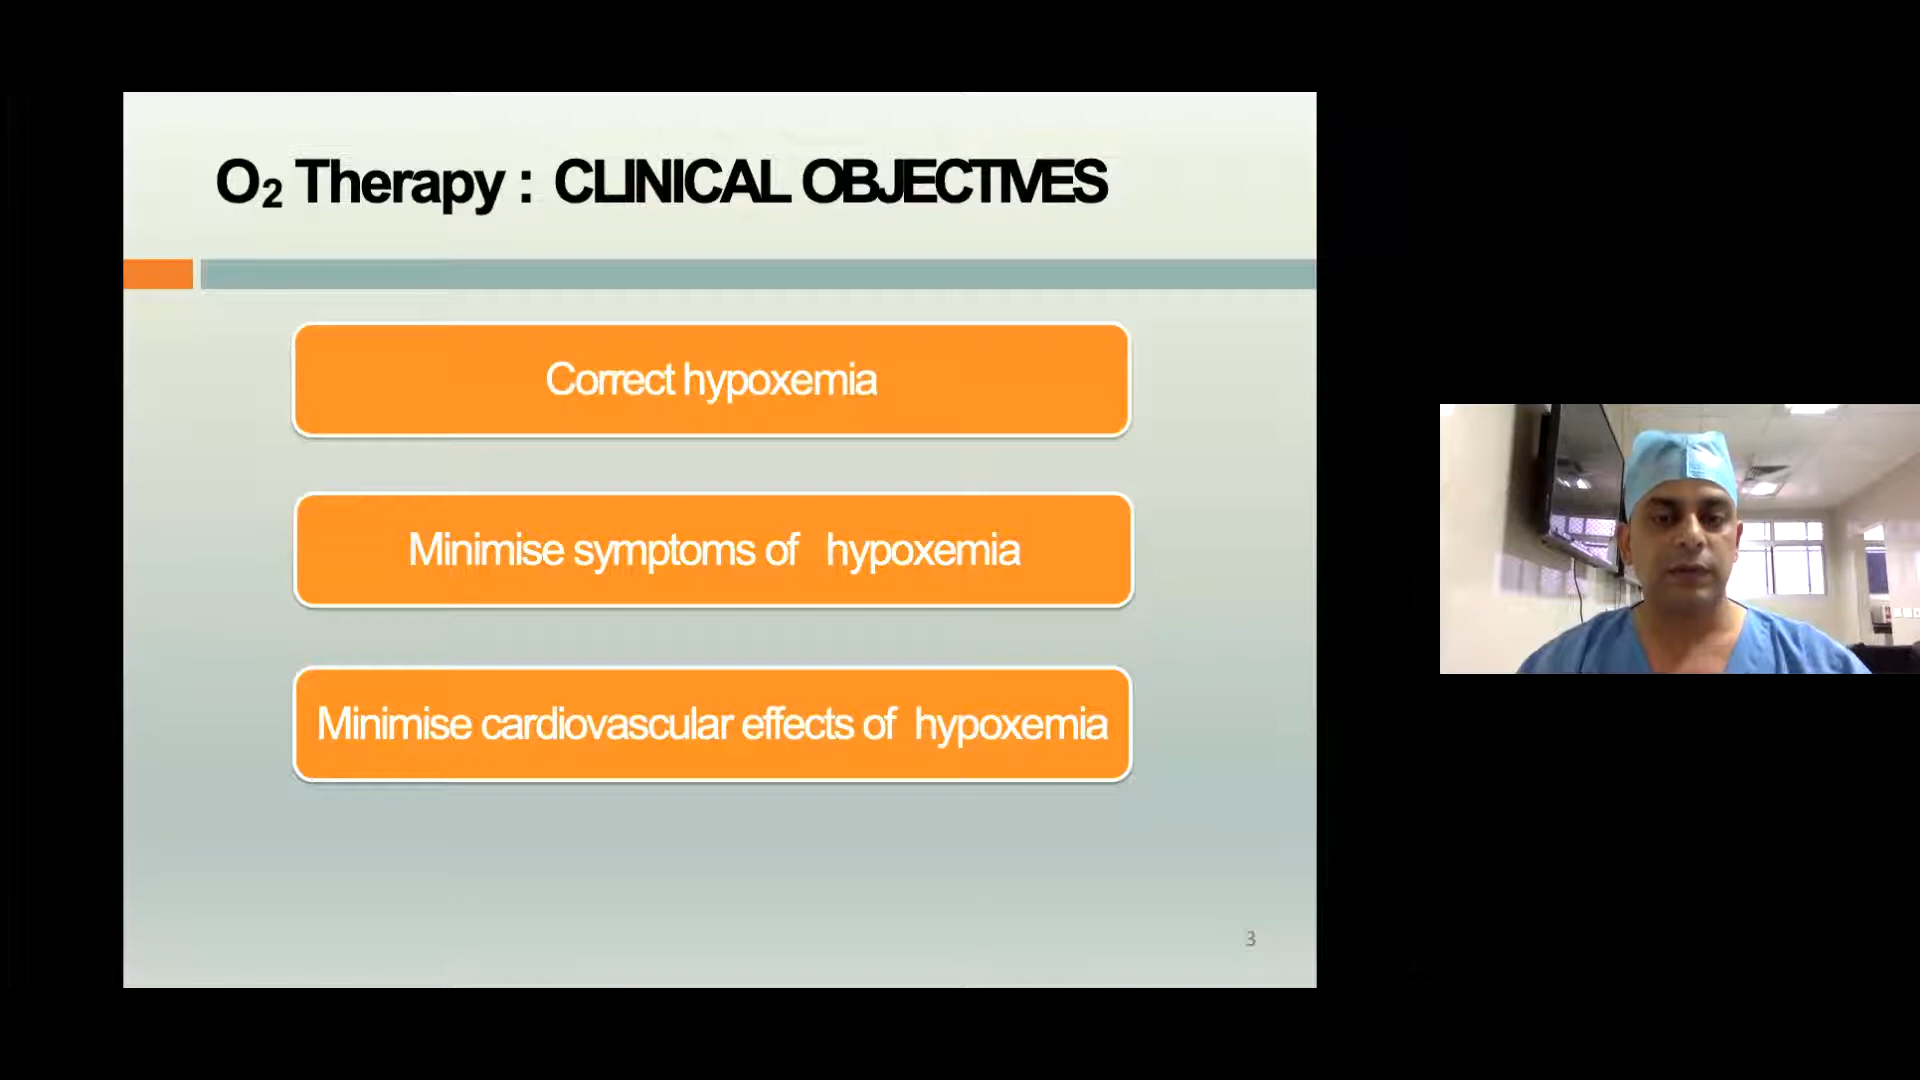 O₂ Therapy : CLINICAL OBJECTIVES
Correct hypoxemia
Minimise symptoms of hypoxemia
Minimise cardiovascular effects of hypoxemia
3